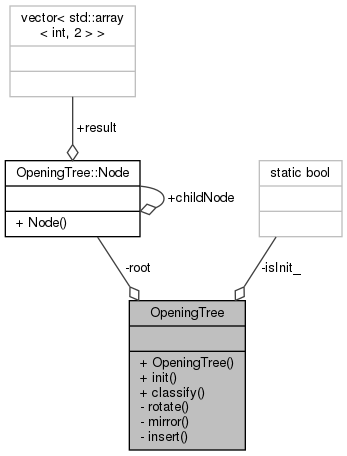 vector< std::array
< int, 2 > >
+result
OpeningTree::Node
+ Node()
+childNode
static bool
-root
-isInit_
OpeningTree
+ OpeningTree()
+ init()
+ classify()
- rotate()
- mirror()
- insert()